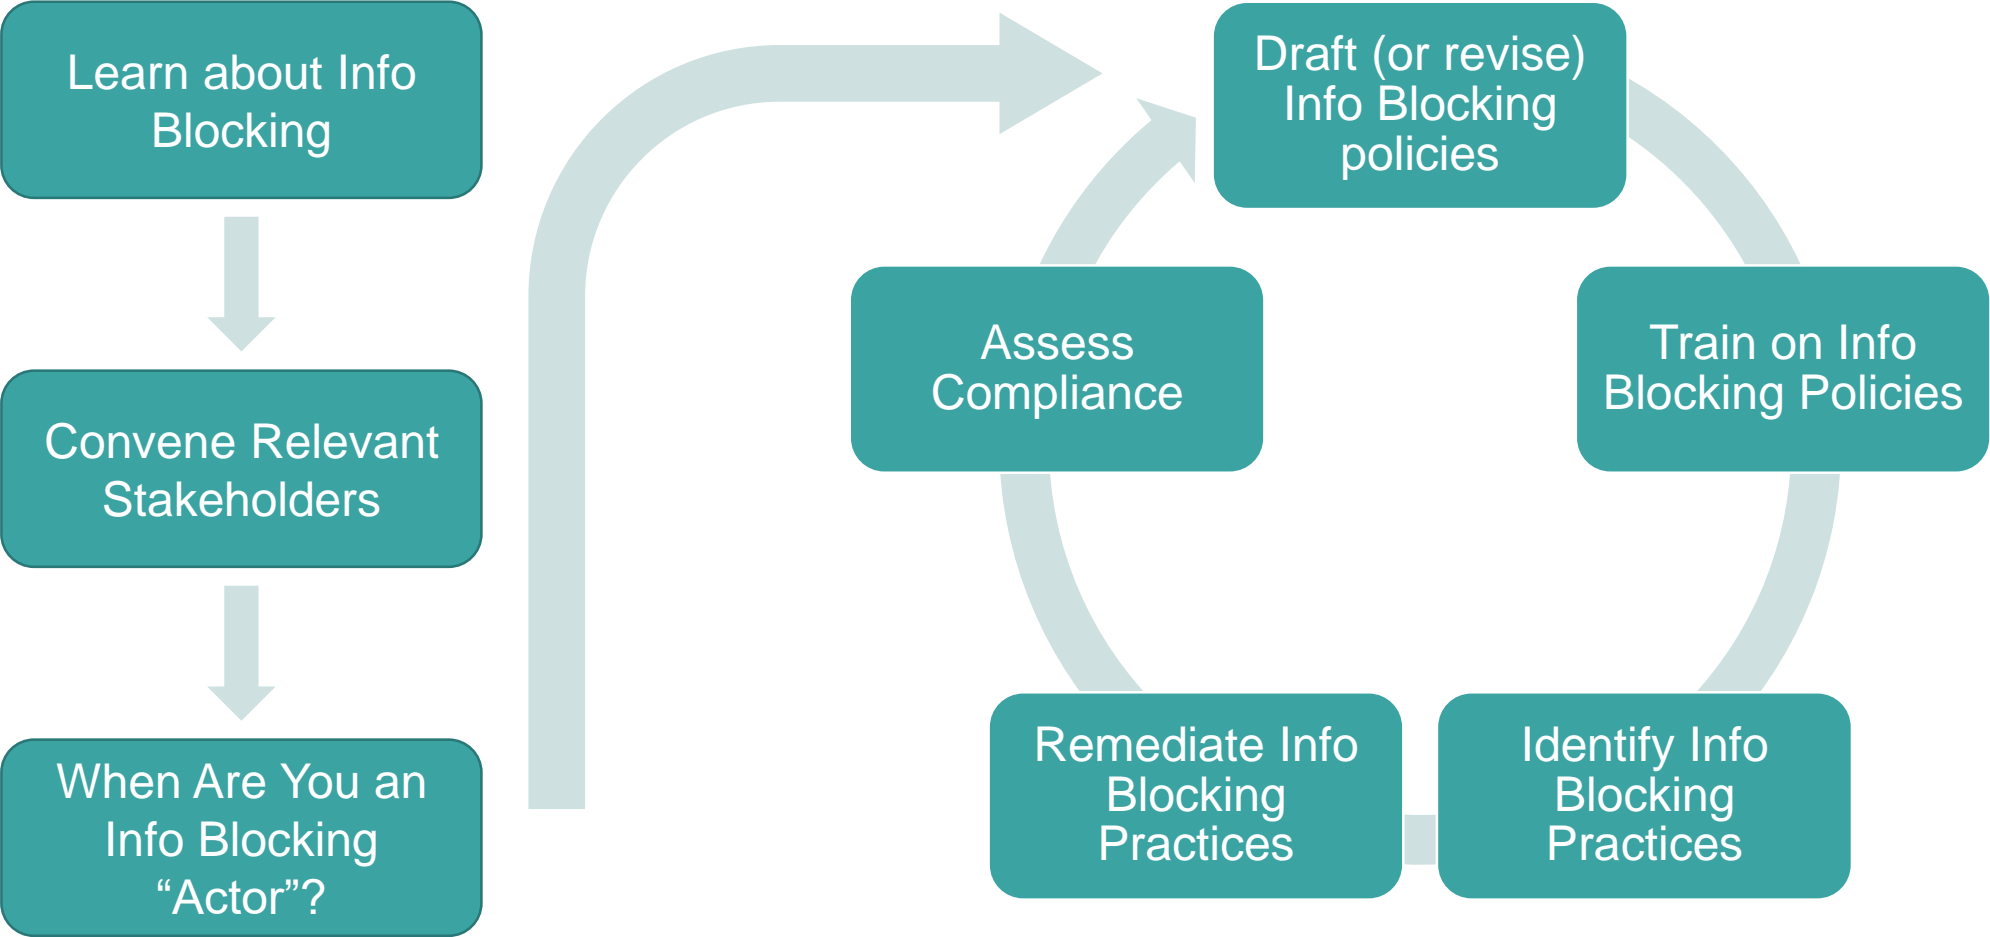 Learn about Info
Blocking
Convene Relevant
Stakeholders
When Are You an
Info Blocking
“Actor”?
Draft (or revise)
Info Blocking
policies
Train on Info
Blocking Policies
Identify Info
Blocking
Practices
Remediate Info
Blocking
Practices
Assess
Compliance